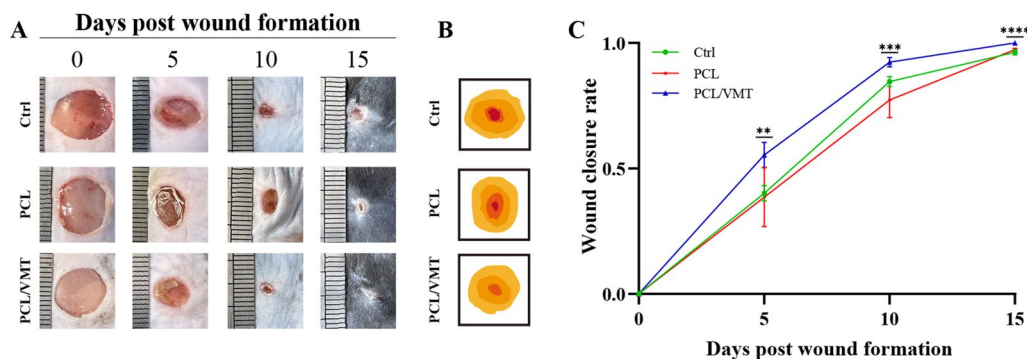 A
Days post wound formation
0
5
10
15
Ctrl
PCL
PCL/VMT
B
Ctrl
PCL
PCL/VMT
C
Ctrl
PCL
PCL/VMT
**
***
****
1.0
0.5
0.0
Wound closure rate
0
5
10
15
Days post wound formation